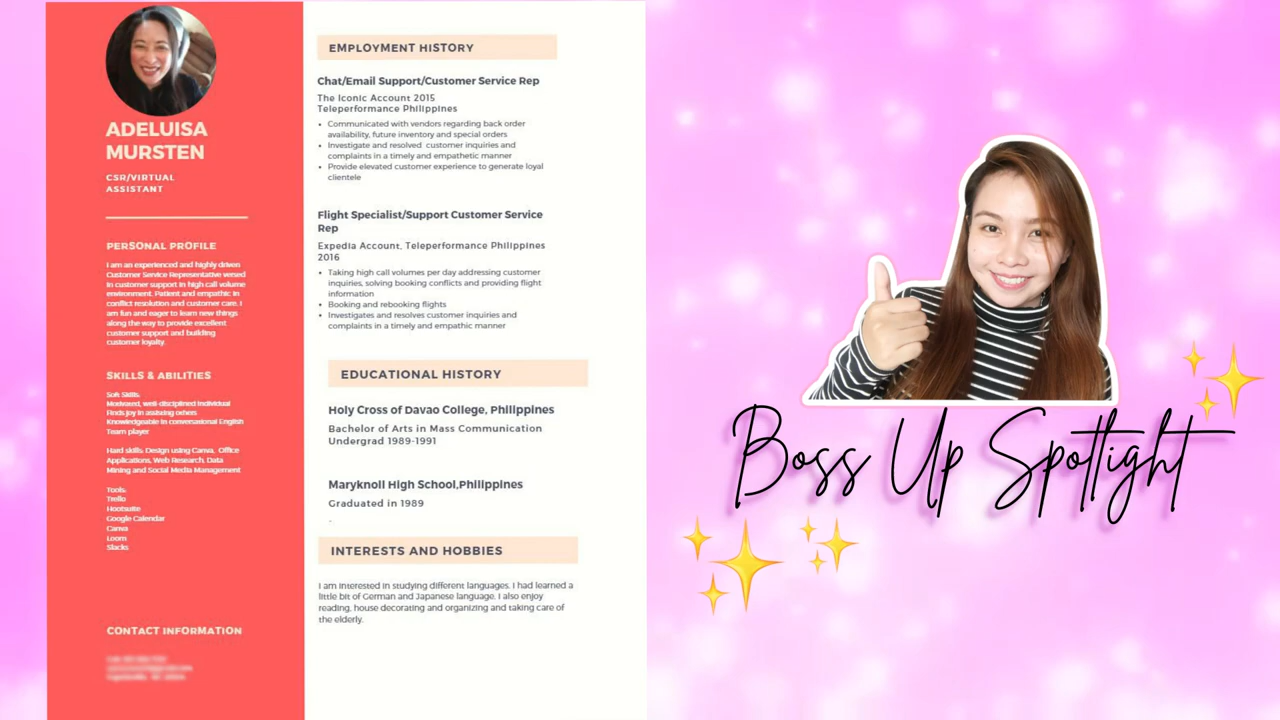 ADELUISA
MURSTEN
CSR/VIRTUAL
ASSISTANT
PERSONAL PROFILE
I am an experienced and highly driven
Customer Service Representative versed
in customer support in high call volume
environment. Patient and empathic in
conflict resolution and customer care. I
am fun and eager to learn new things
along the way to provide excellent
customer support and building
customer loyalty.
SKILLS & ABILITIES
Soft Skills:
Motivated, well-disciplined individual
Finds joy in assisting others
Knowledgeable in conversational English
Team player
Hard skills: Design using Canva, Office
Applications, Web Research, Data
Mining and Social Media Management
Tools:
Trello
Hootsuite
Google Calendar
Canva
Loom
Slacks
CONTACT INFORMATION
EMPLOYMENT HISTORY
Chat/Email Support/Customer Service Rep
The Iconic Account 2015
Teleperformance Philippines
• Communicated with vendors regarding back order
availability, future inventory and special orders
• Investigate and resolved customer inquiries and
complaints in a timely and empathetic manner
• Provide elevated customer experience to generate loyal
clientele
Flight Specialist/Support Customer Service
Rep
Expedia Account, Teleperformance Philippines
2016
• Taking high call volumes per day addressing customer
inquiries, solving booking conflicts and providing flight
information
• Booking and rebooking flights
• Investigates and resolves customer inquiries and
complaints in a timely and empathic manner
EDUCATIONAL HISTORY
Holy Cross of Davao College, Philippines
Bachelor of Arts in Mass Communication
Undergrad 1989-1991
Maryknoll High School,Philippines
Graduated in 1989
.
INTERESTS AND HOBBIES
I am interested in studying different languages. I had learned a
little bit of German and Japanese language. I also enjoy
reading, house decorating and organizing and taking care of
the elderly.
Boss Up Spotlight